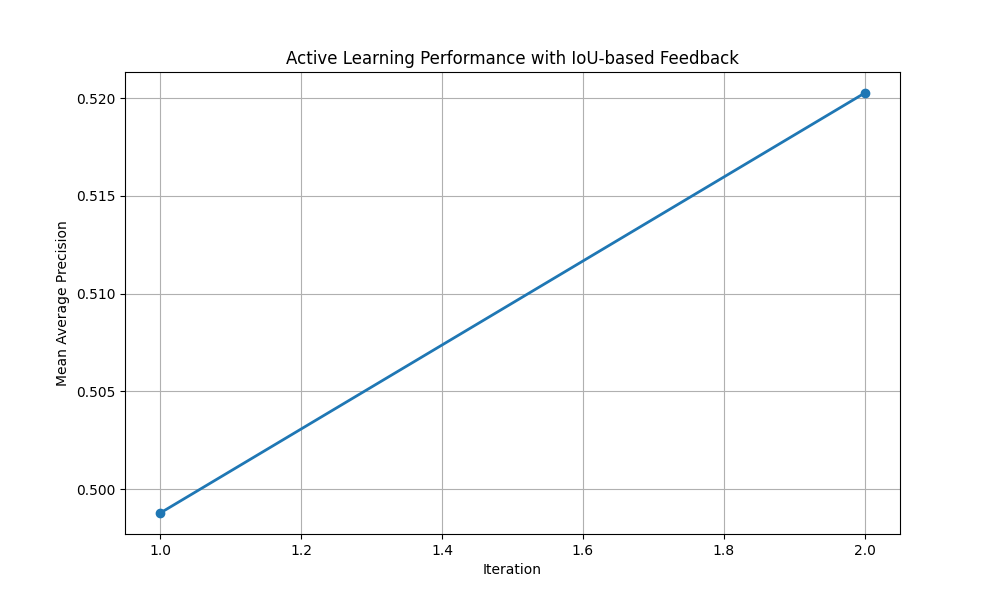 Active Learning Performance with IoU-based Feedback
0.520
0.515
0.510
0.505
0.500
Mean Average Precision
1.0 1.2 1.4 1.6 1.8 2.0
Iteration